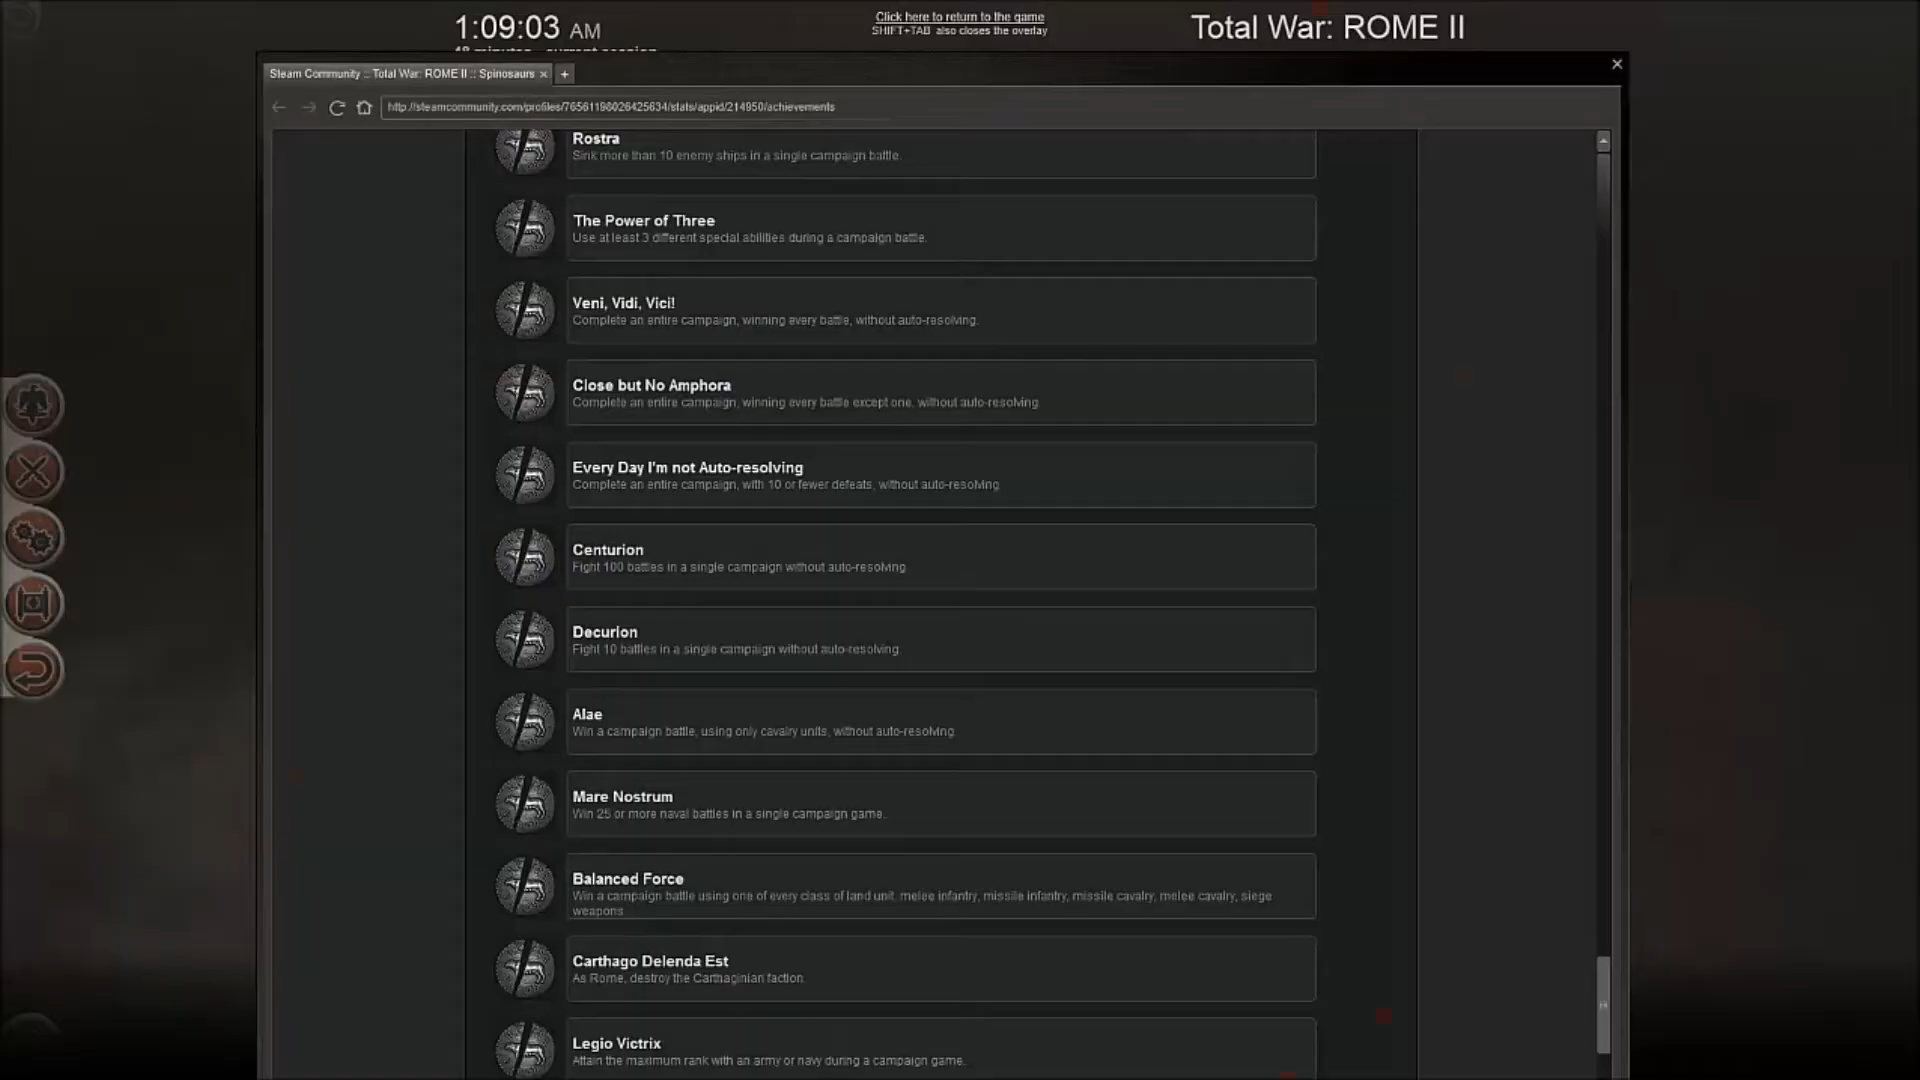 1:09:03 AM
48 minutes - current session
Click here to return to the game
SHIFT+TAB also closes the overlay
Total War: ROME II
Steam Community :: Total War: ROME II :: Spinosaurs
http://steamcommunity.com/profiles/76561198026425634/stats/appid/214950/achievements
Rostra
Sink more than 10 enemy ships in a single campaign battle.
The Power of Three
Use at least 3 different special abilities during a campaign battle.
Veni, Vidi, Vici!
Complete an entire campaign, winning every battle, without auto-resolving.
Close but No Amphora
Complete an entire campaign, winning every battle except one, without auto-resolving.
Every Day I'm not Auto-resolving
Complete an entire campaign, with 10 or fewer defeats, without auto-resolving.
Centurion
Fight 100 battles in a single campaign without auto-resolving.
Decurion
Fight 10 battles in a single campaign without auto-resolving.
Alae
Win a campaign battle, using only cavalry units, without auto-resolving.
Mare Nostrum
Win 25 or more naval battles in a single campaign game.
Balanced Force
Win a campaign battle using one of every class of land unit: melee infantry, missile infantry, missile cavalry, melee cavalry, siege
weapons.
Carthago Delenda Est
As Rome, destroy the Carthaginian faction.
Legio Victrix
Attain the maximum rank with an army or navy during a campaign game.